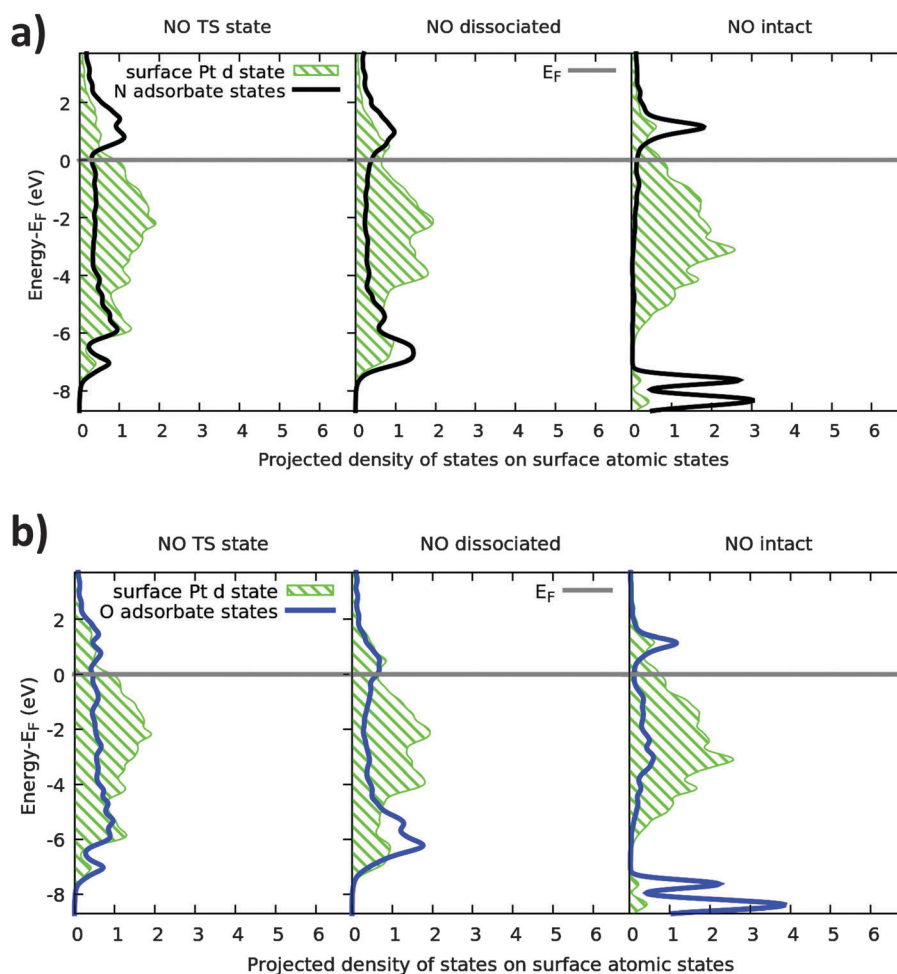 a)
NO TS state NO dissociated NO intact
surface Pt d state
N adsorbate states
E_F
Energy-E_F (eV)
2
0
-2
-4
-6
-8
0 1 2 3 4 5 6 0 1 2 3 4 5 6 0 1 2 3 4 5 6
Projected density of states on surface atomic states
b)
NO TS state NO dissociated NO intact
surface Pt d state
O adsorbate states
E_F
Energy-E_F (eV)
2
0
-2
-4
-6
-8
0 1 2 3 4 5 6 0 1 2 3 4 5 6 0 1 2 3 4 5 6
Projected density of states on surface atomic states